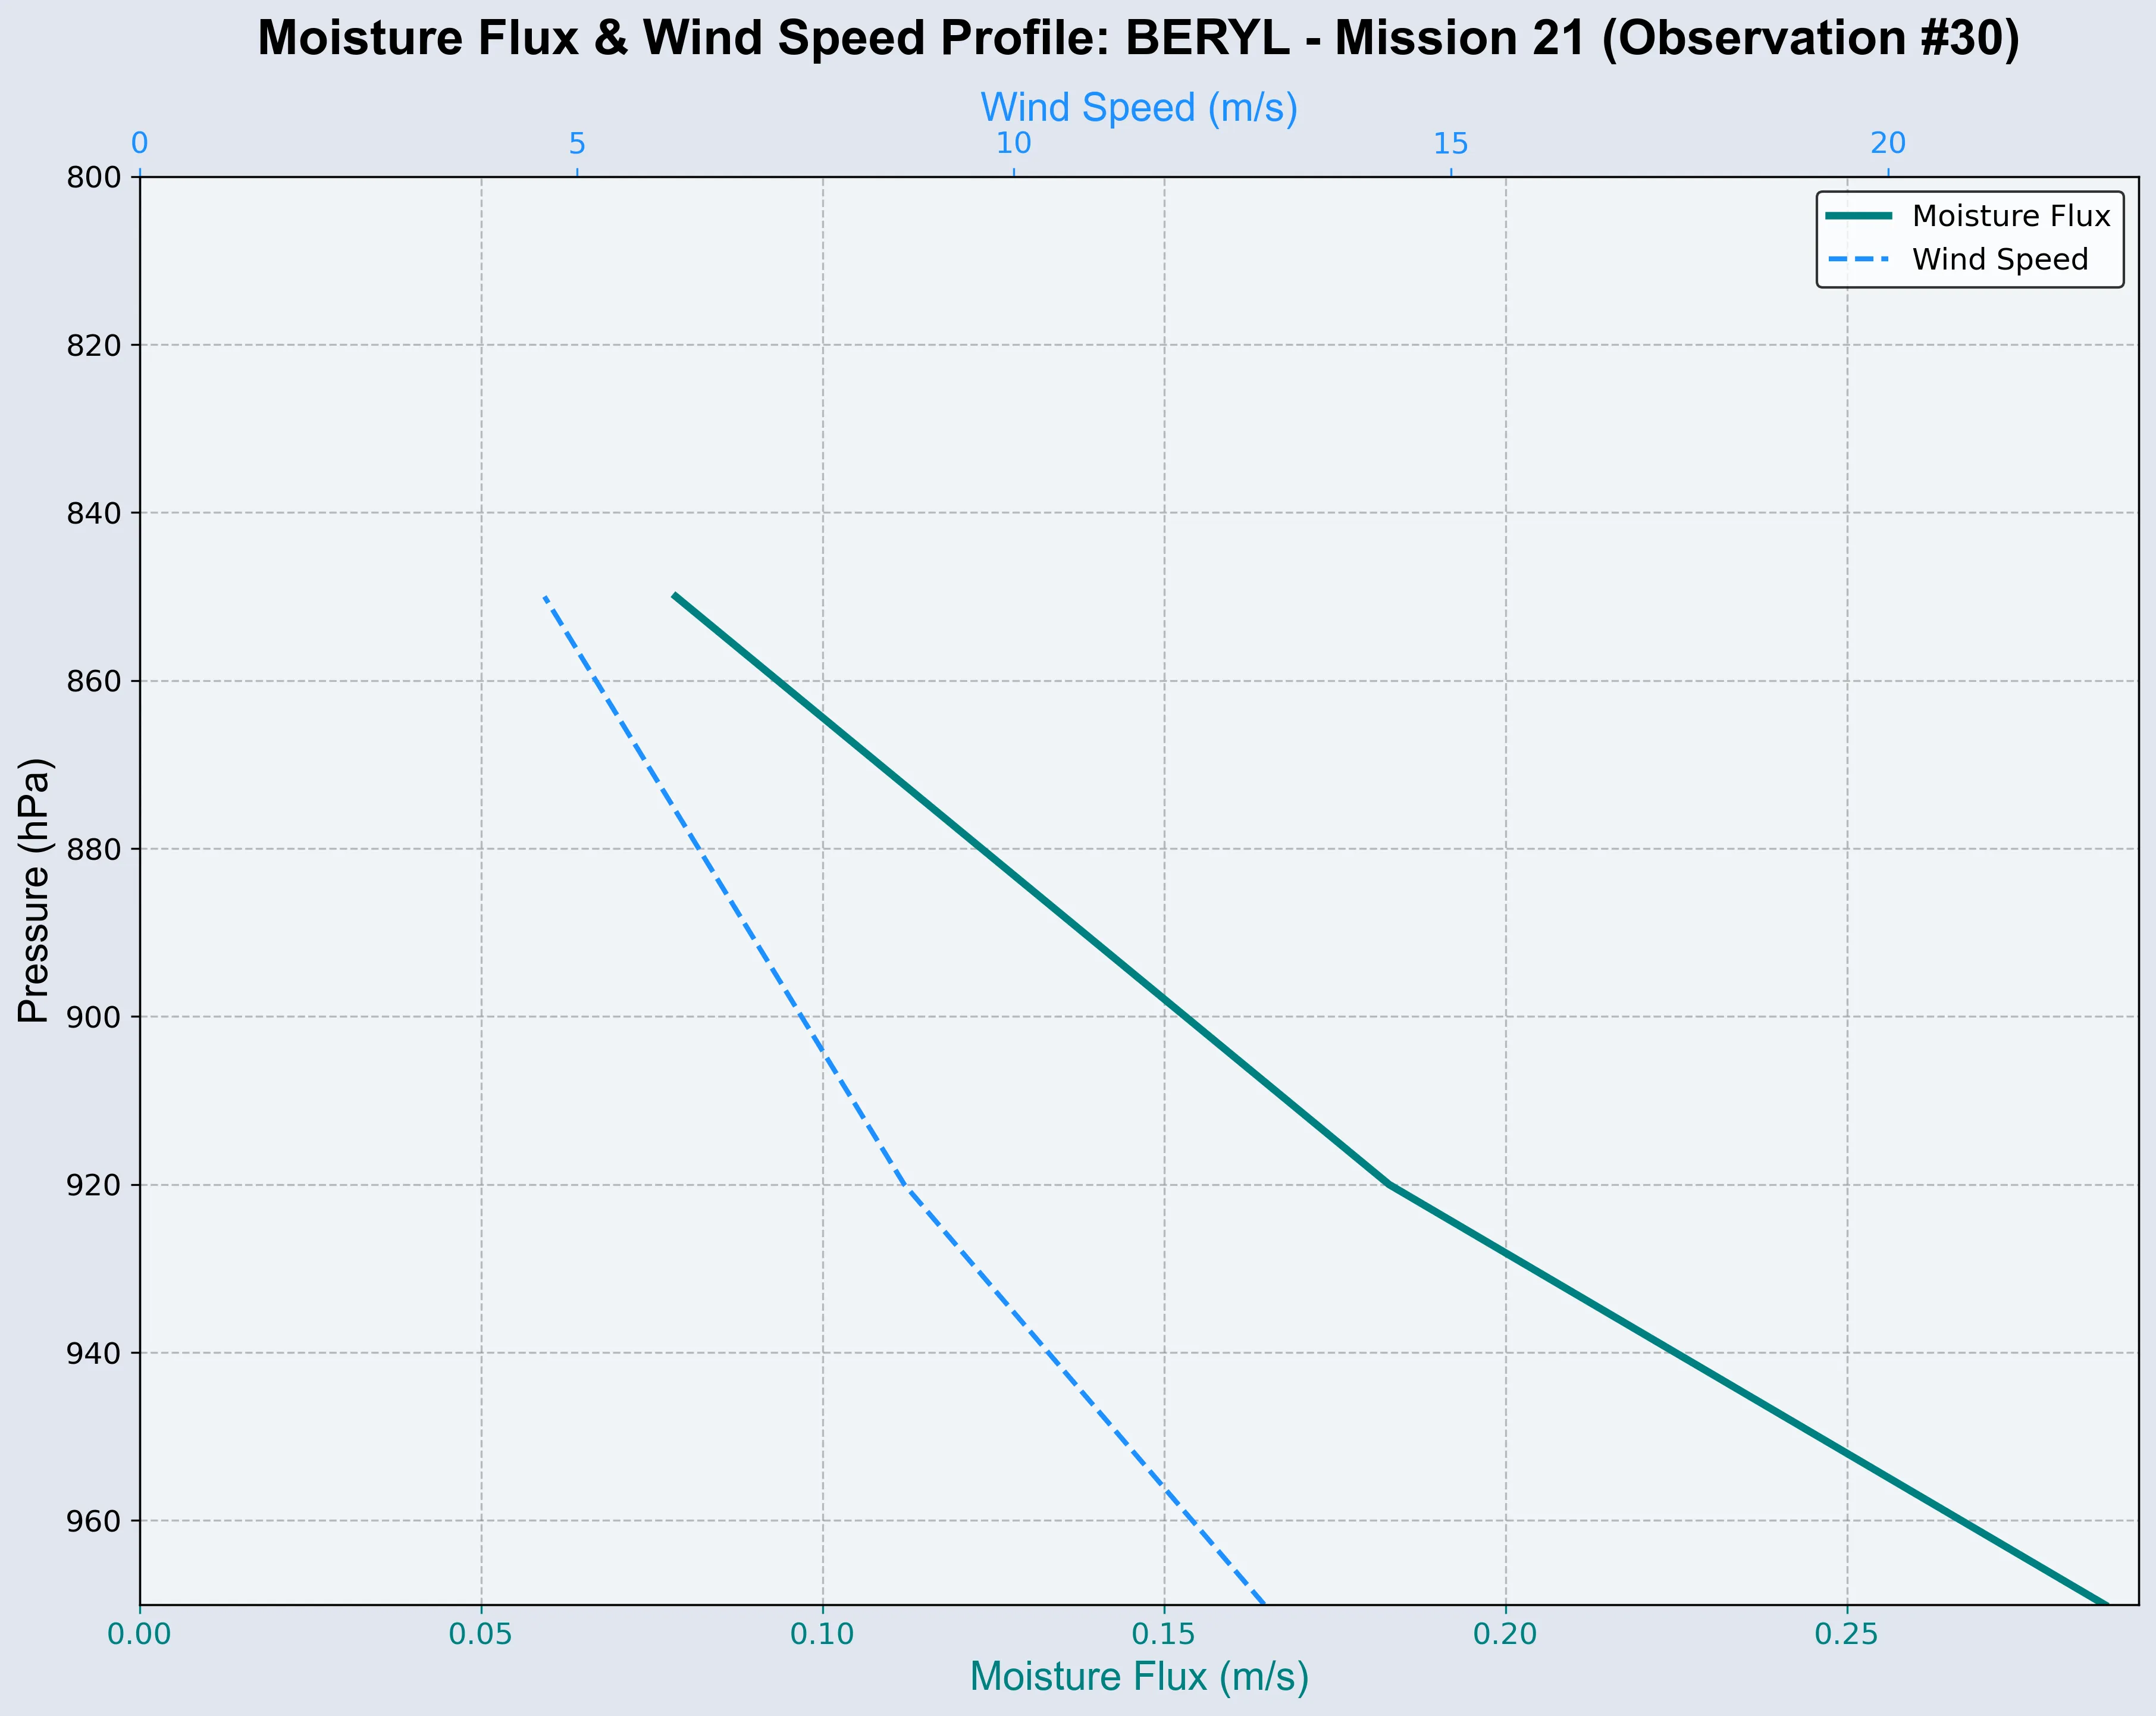 Moisture Flux & Wind Speed Profile: BERYL - Mission 21 (Observation #30)
Wind Speed (m/s)
0 5 10 15 20
Moisture Flux
Wind Speed
Pressure (hPa)
800
820
840
860
880
900
920
940
960
0.00 0.05 0.10 0.15 0.20 0.25
Moisture Flux (m/s)